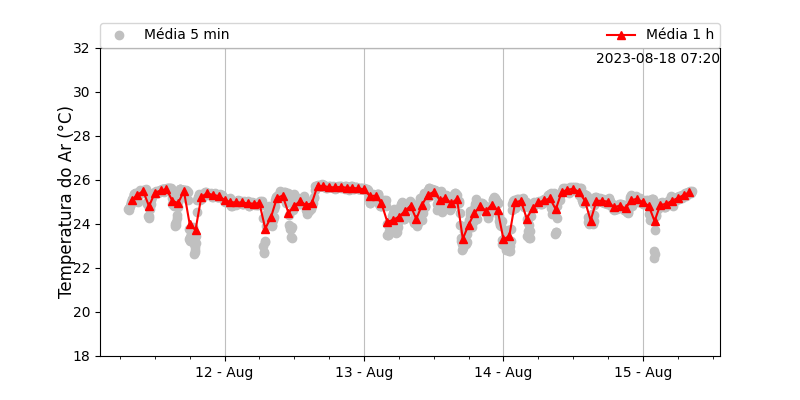 Média 5 min
Média 1 h
2023-08-18 07:20
Temperatura do Ar (°C)
32
30
28
26
24
22
20
18
12 - Aug
13 - Aug
14 - Aug
15 - Aug